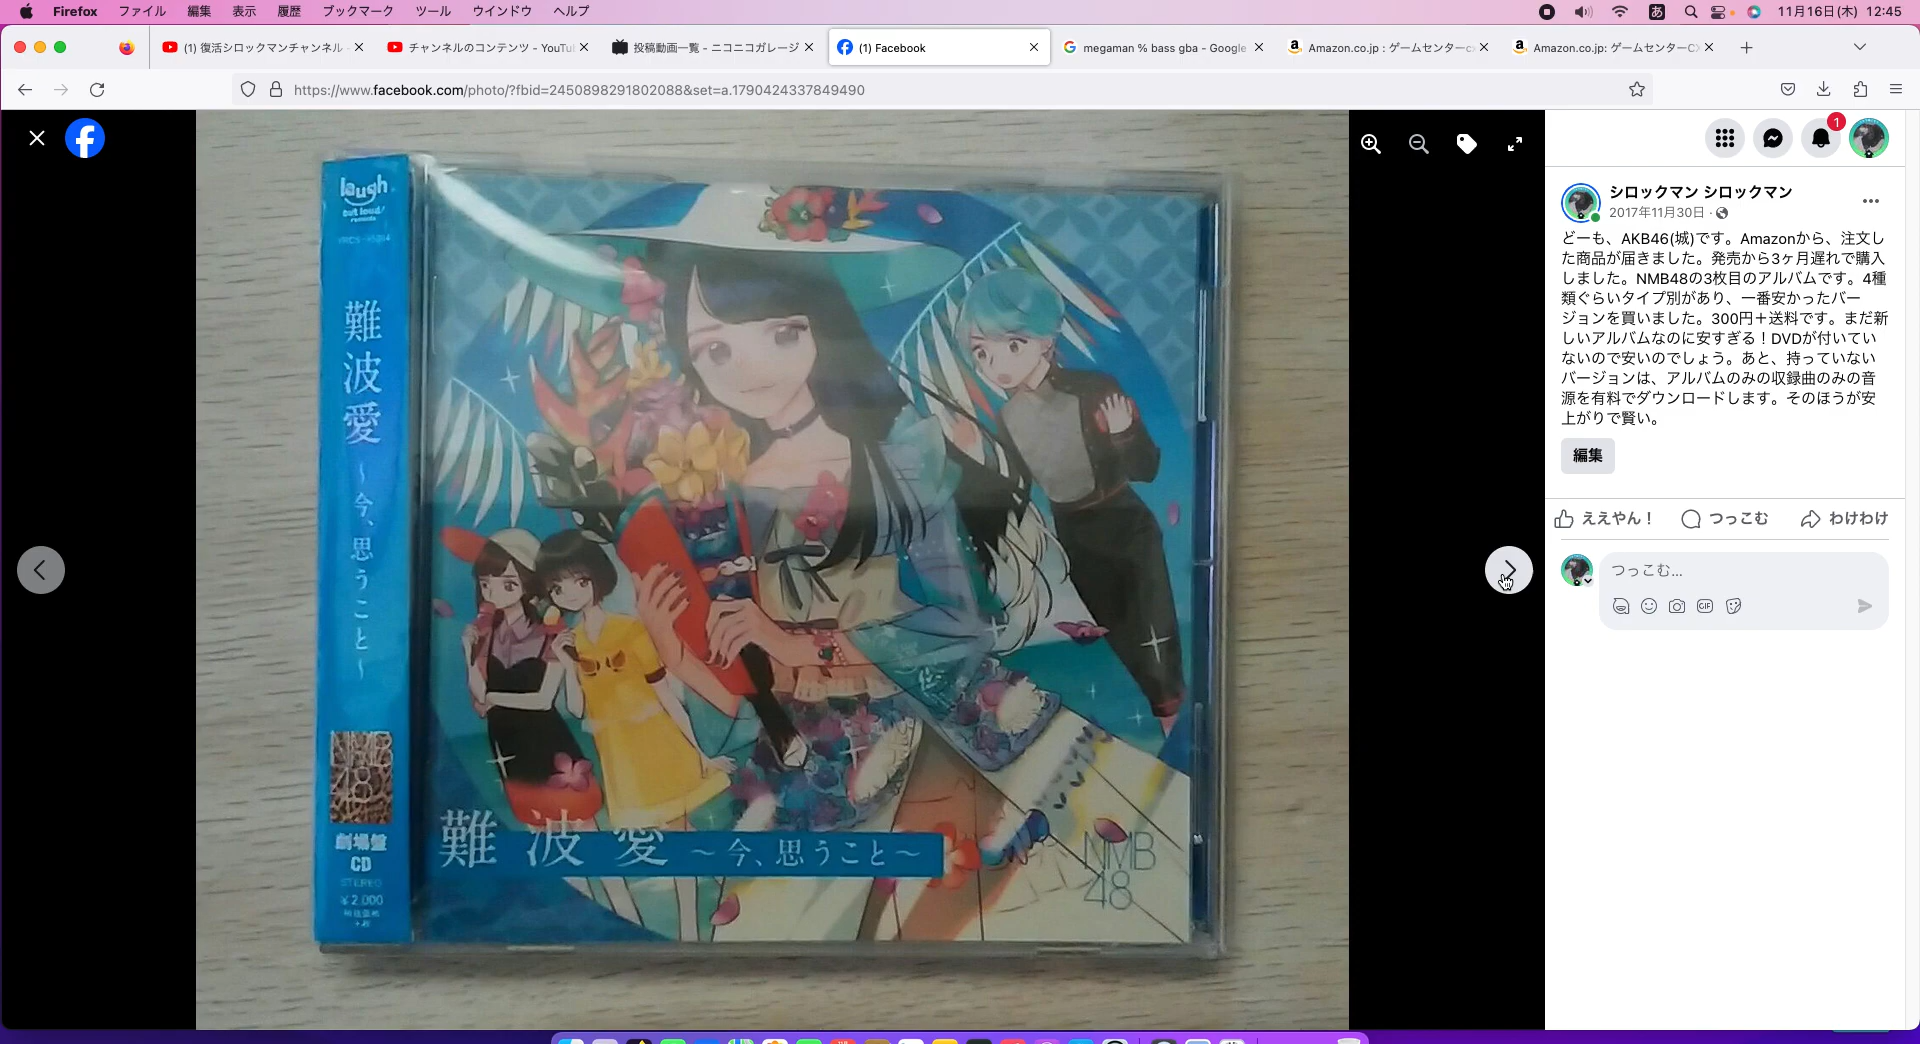 Firefox ファイル 編集 表示 履歴 ブックマーク ツール ウインドウ ヘルプ
あ
11月16日(木) 12:45
(1) 復活シロックマンチャンネル -
チャンネルのコンテンツ - YouTu
投稿動画一覧 - ニコニコガレージ
(1) Facebook
megaman % bass gba - Google
Amazon.co.jp : ゲームセンターc
Amazon.co.jp: ゲームセンターC
https://www.facebook.com/photo/?fbid=2450898291802088&set=a.1790424337849490
1
シロックマン シロックマン
2017年11月30日 ·
どーも、AKB46(城)です。Amazonから、注文し
た商品が届きました。発売から3ヶ月遅れで購入
しました。NMB48の3枚目のアルバムです。4種
類ぐらいタイプ別があり、一番安かったバー
ジョンを買いました。300円＋送料です。まだ新
しいアルバムなのに安すぎる！DVDが付いてい
ないので安いのでしょう。あと、持っていない
バージョンは、アルバムのみの収録曲のみの音
源を有料でダウンロードします。そのほうが安
上がりで賢い。
編集
ええやん！ つっこむ わけわけ
つっこむ...
GIF
laugh
out loud!
records
難波愛
～今、思うこと～
NMB
48
劇場盤
CD
STEREO
¥2,000
難波愛 ～今、思うこと～
NMB
48